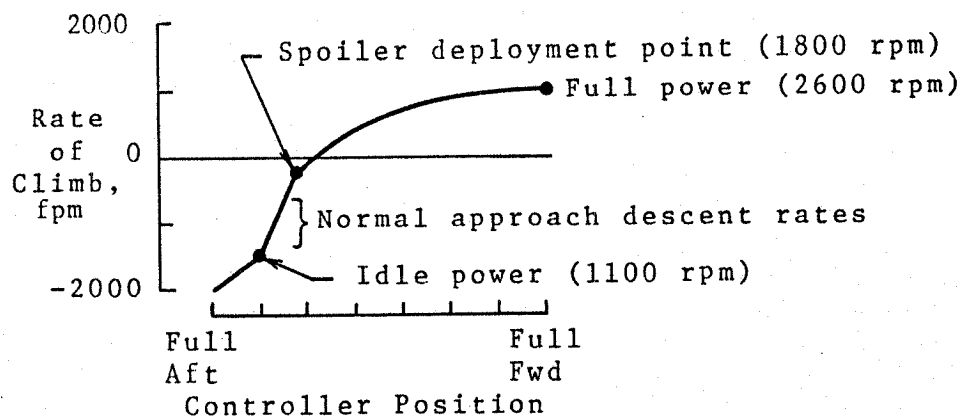 2000
Spoiler deployment point (1800 rpm)
Full power (2600 rpm)
Rate
of
Climb,
fpm
0
Normal approach descent rates
Idle power (1100 rpm)
-2000
Full
Aft
Full
Fwd
Controller Position